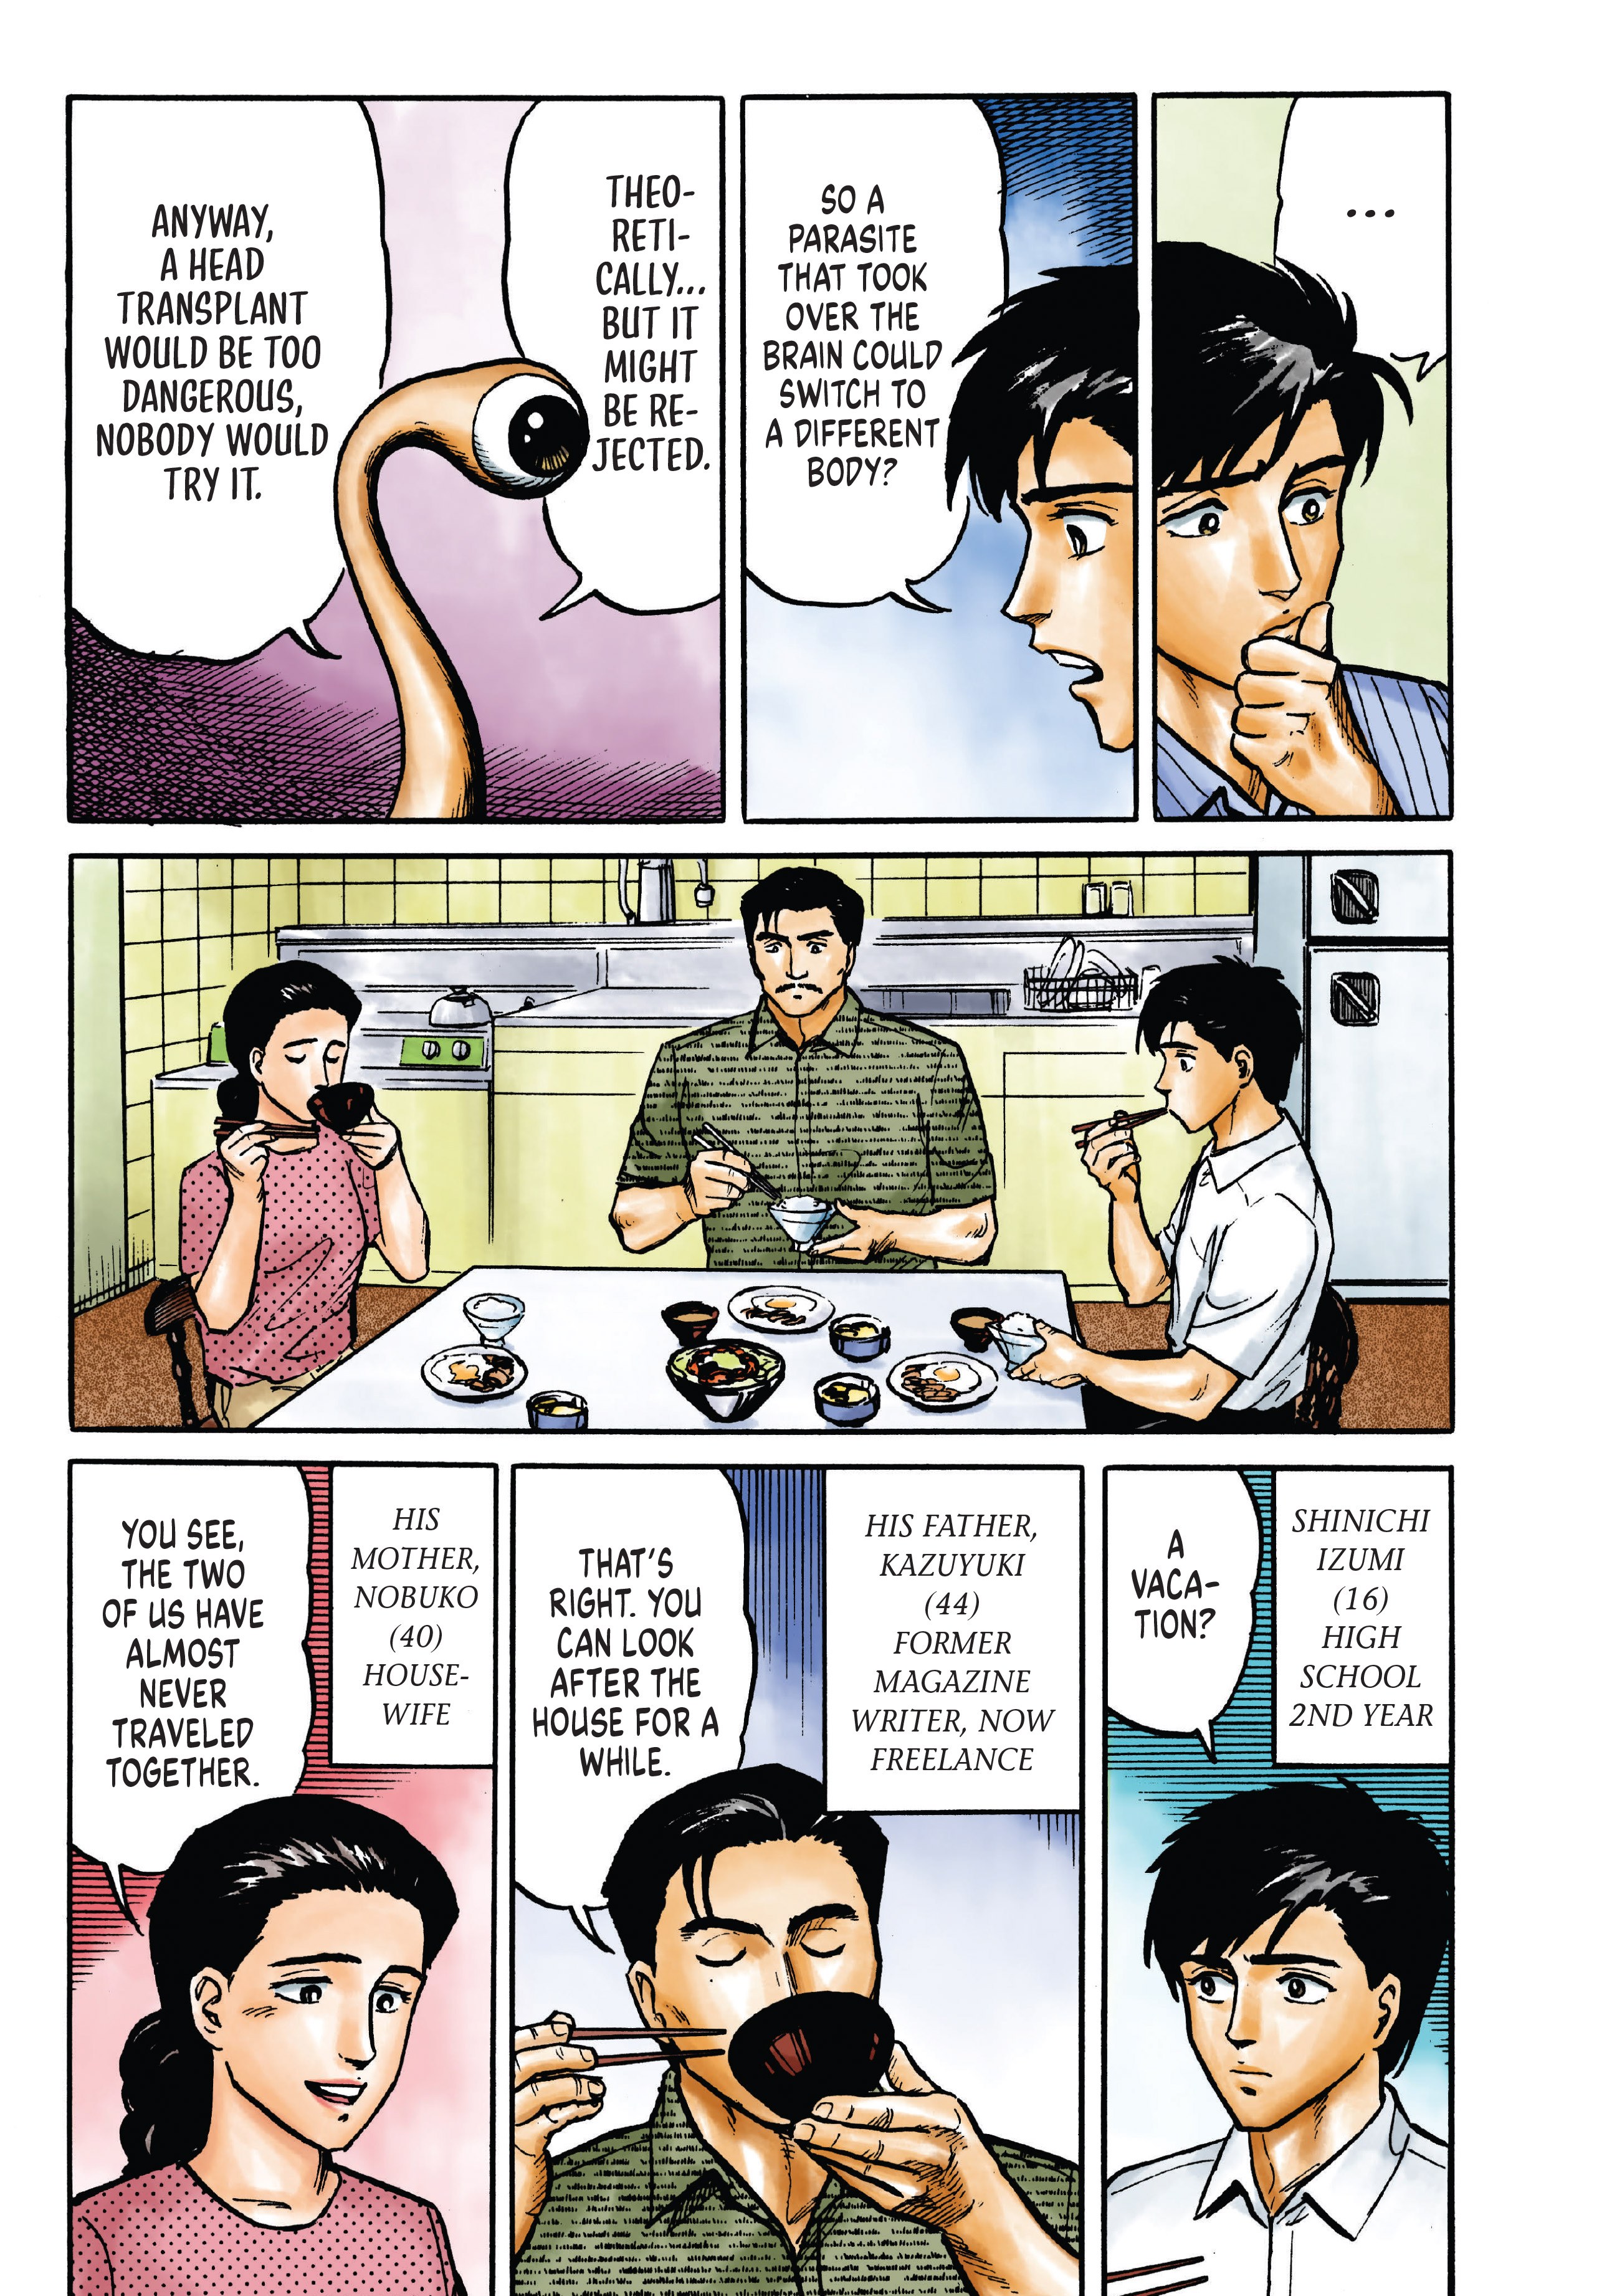 ...
SO A
PARASITE
THAT TOOK
OVER THE
BRAIN COULD
SWITCH TO
A DIFFERENT
BODY?
THEO-
RETI-
CALLY...
BUT IT
MIGHT
BE RE-
JECTED.
ANYWAY,
A HEAD
TRANSPLANT
WOULD BE TOO
DANGEROUS,
NOBODY WOULD
TRY IT.
SHINICHI
IZUMI
(16)
HIGH
SCHOOL
2ND YEAR
A
VACA-
TION?
HIS FATHER,
KAZUYUKI
(44)
FORMER
MAGAZINE
WRITER, NOW
FREELANCE
THAT'S
RIGHT. YOU
CAN LOOK
AFTER THE
HOUSE FOR A
WHILE.
HIS
MOTHER,
NOBUKO
(40)
HOUSE-
WIFE
YOU SEE,
THE TWO
OF US HAVE
ALMOST
NEVER
TRAVELED
TOGETHER.